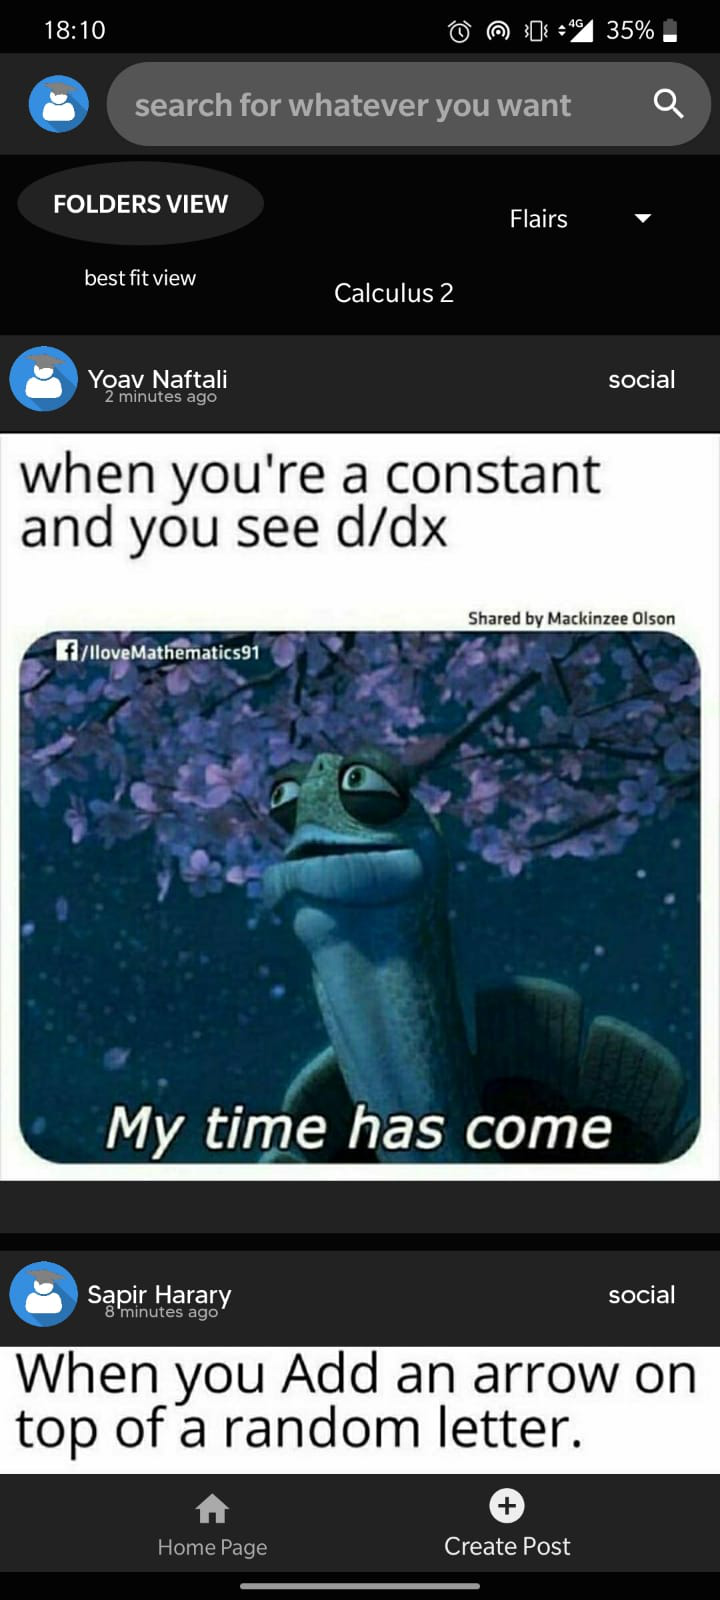 18:10
4G
35%
search for whatever you want
FOLDERS VIEW
Flairs
best fit view
Calculus 2
Yoav Naftali
social
2 minutes ago
when you're a constant
and you see d/dx
Shared by Mackinzee Olson
f/IloveMathematics91
My time has come
Sapir Harary
social
8 minutes ago
When you Add an arrow on
top of a random letter.
Home Page
Create Post